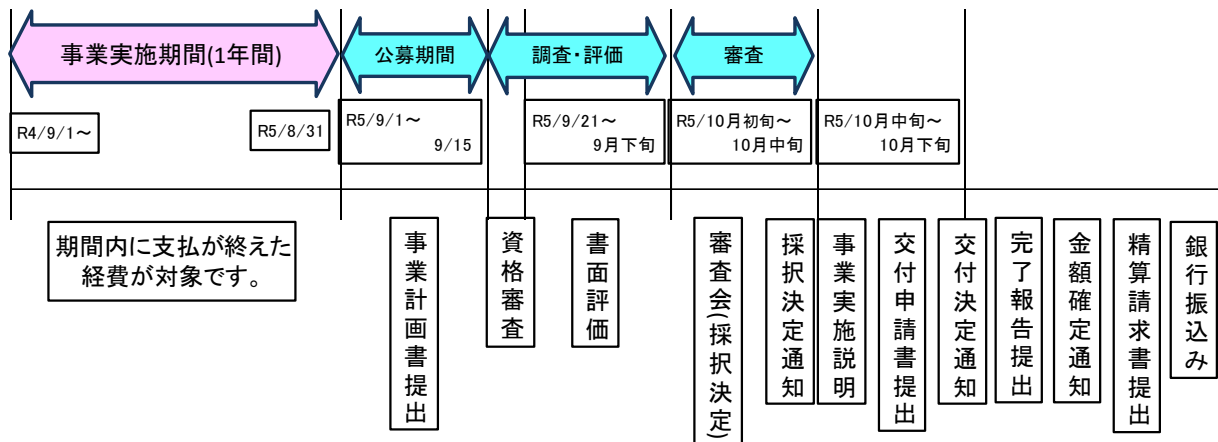 事業実施期間(1年間)
公募期間
調査・評価
審査
R4/9/1～
R5/8/31
R5/9/1～
9/15
R5/9/21～
9月下旬
R5/10月初旬～
10月中旬
R5/10月中旬～
10月下旬
期間内に支払が終えた
経費が対象です。
事業計画書提出
資格審査
書面評価
審査会(採択決定)
採択決定通知
事業実施説明
交付申請書提出
交付決定通知
完了報告提出
金額確定通知
精算請求書提出
銀行振込み